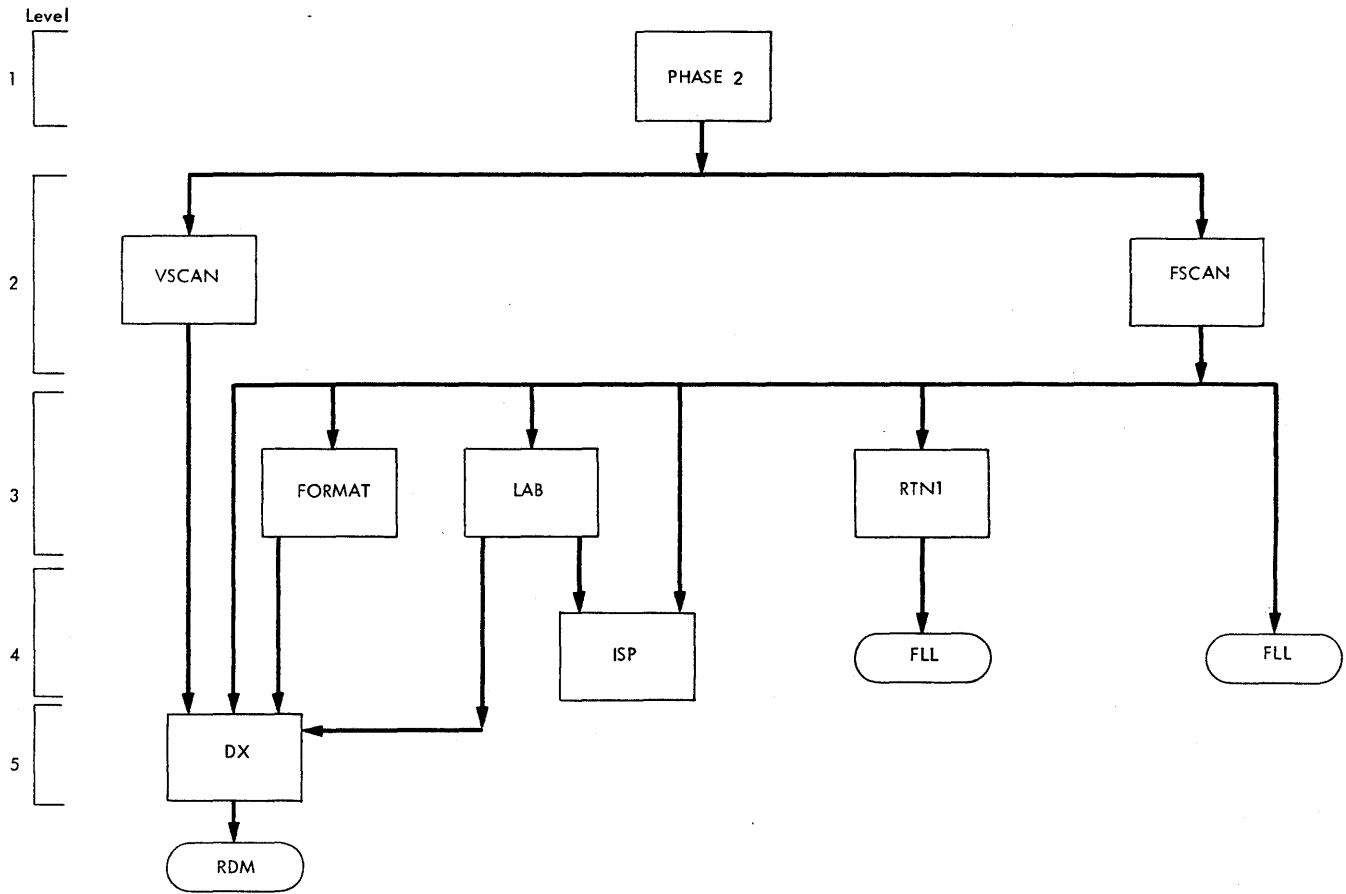 Level
1
PHASE 2
2
VSCAN
FSCAN
3
FORMAT
LAB
RTN1
4
ISP
FLL
FLL
5
DX
RDM